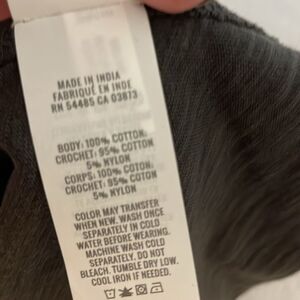 MADE IN INDIA
FABRIQUÉ EN INDE
RN 54485 CA 03873
BODY: 100% COTTON.
CROCHET: 95% COTTON
5% NYLON
CORPS: 100% COTON.
CROCHET: 95% COTON
5% NYLON
COLOR MAY TRANSFER
WHEN NEW. WASH ONCE
SEPARATELY IN COLD
WATER BEFORE WEARING.
MACHINE WASH COLD
SEPARATELY. DO NOT
BLEACH. TUMBLE DRY LOW.
COOL IRON IF NEEDED.